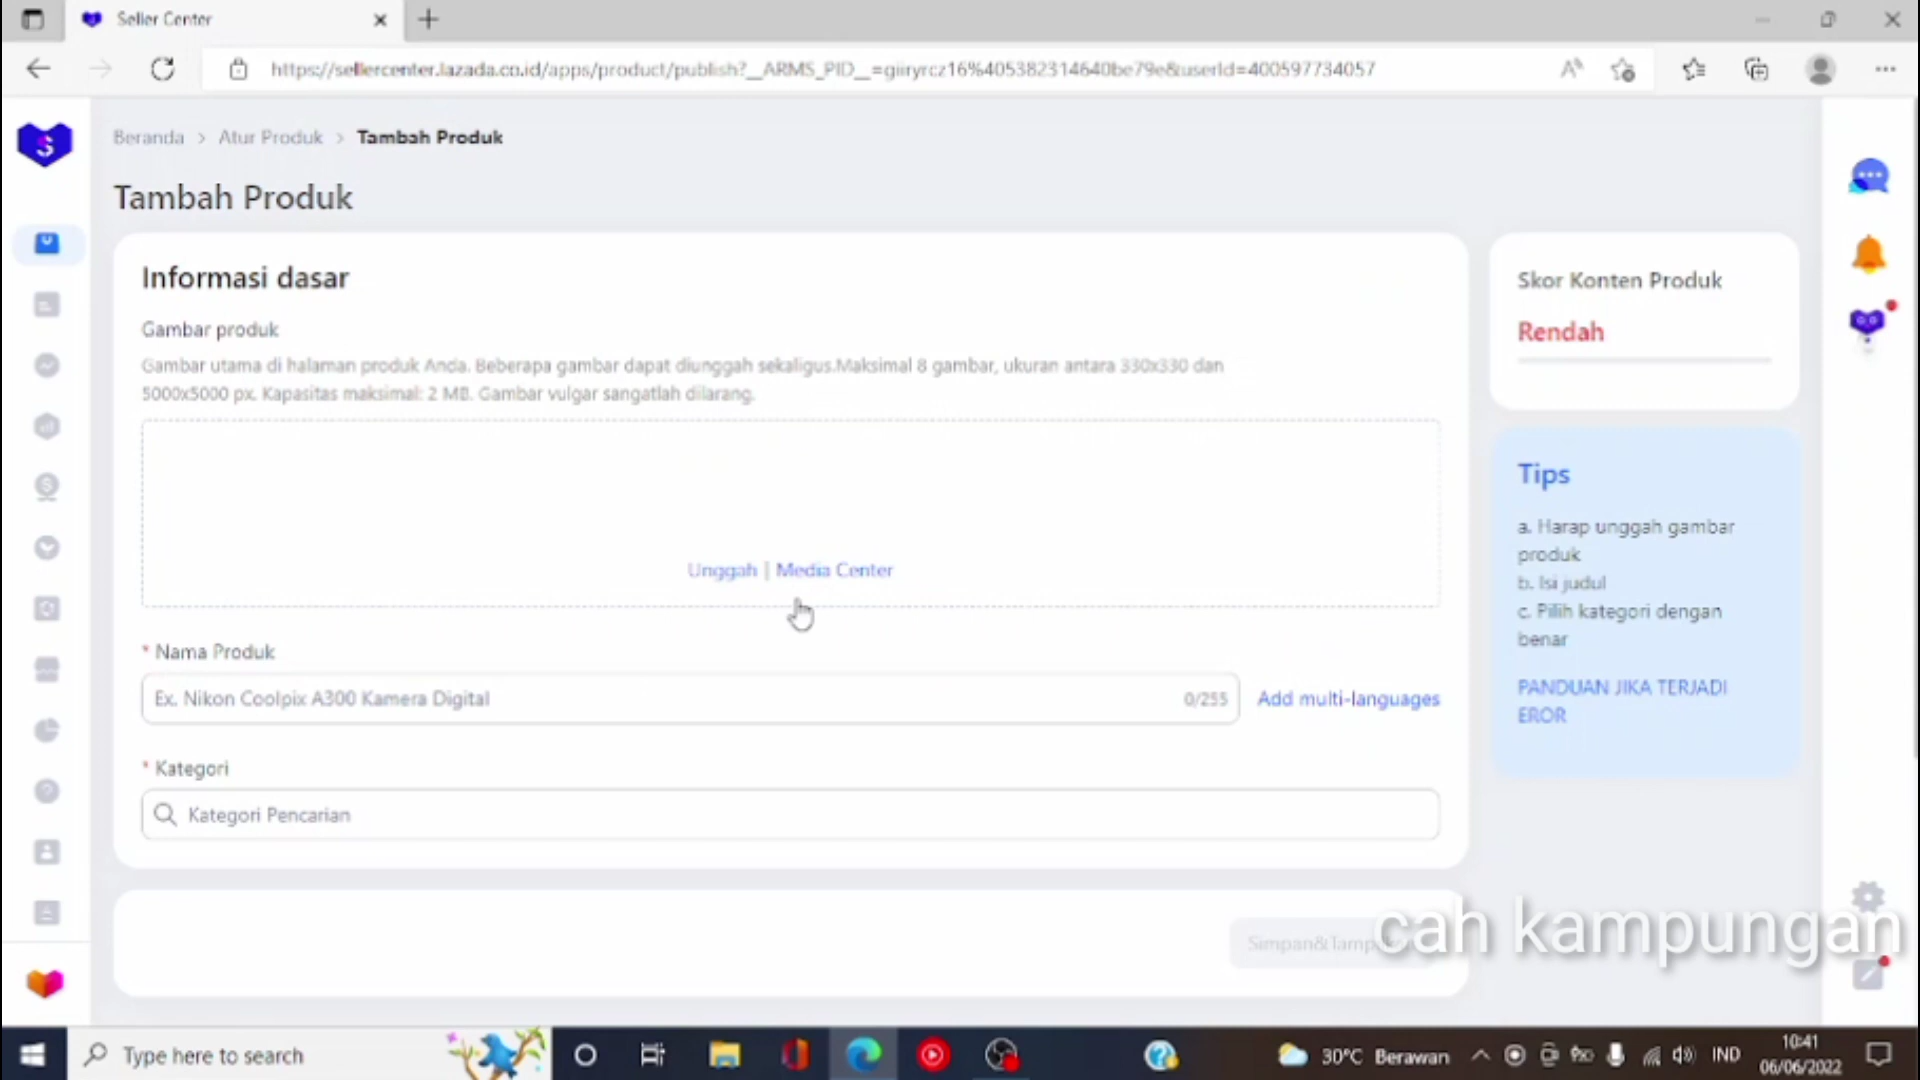 Seller Center
https://sellercenter.lazada.co.id/apps/product/publish?__ARMS_PID__=giiryrcz16%405382314640be79e&userId=400597734057
Beranda > Atur Produk > Tambah Produk
Tambah Produk
Informasi dasar
Gambar produk
Gambar utama di halaman produk Anda. Beberapa gambar dapat diunggah sekaligus.Maksimal 8 gambar, ukuran antara 330x330 dan
5000x5000 px. Kapasitas maksimal: 2 MB. Gambar vulgar sangatlah dilarang.
Unggah | Media Center
* Nama Produk
Ex. Nikon Coolpix A300 Kamera Digital
0/255
Add multi-languages
* Kategori
Kategori Pencarian
Skor Konten Produk
Rendah
Tips
a. Harap unggah gambar
produk
b. Isi judul
c. Pilih kategori dengan
benar
PANDUAN JIKA TERJADI
EROR
cah kampungan
Type here to search
30°C Berawan
IND
10:41
06/06/2022